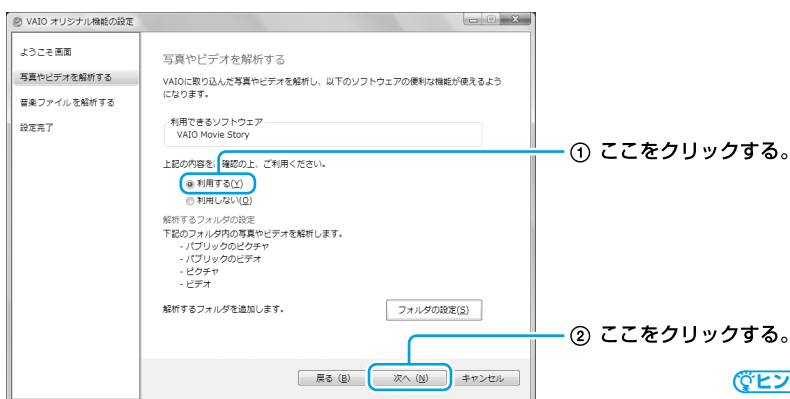 VAIO オリジナル機能の設定
ようこそ画面
写真やビデオを解析する
音楽ファイルを解析する
設定完了
写真やビデオを解析する
VAIOに取り込んだ写真やビデオを解析し、以下のソフトウェアの便利な機能が使えるよう
になります。
利用できるソフトウェア
VAIO Movie Story
上記の内容を 確認の上、ご利用ください。
利用する(Y)
利用しない(O)
解析するフォルダの設定
下記のフォルダ内の写真やビデオを解析します。
- パブリックのピクチャ
- パブリックのビデオ
- ピクチャ
- ビデオ
解析するフォルダを追加します。
フォルダの設定(S)
戻る (B)
次へ (N)
キャンセル
① ここをクリックする。
② ここをクリックする。
ヒン